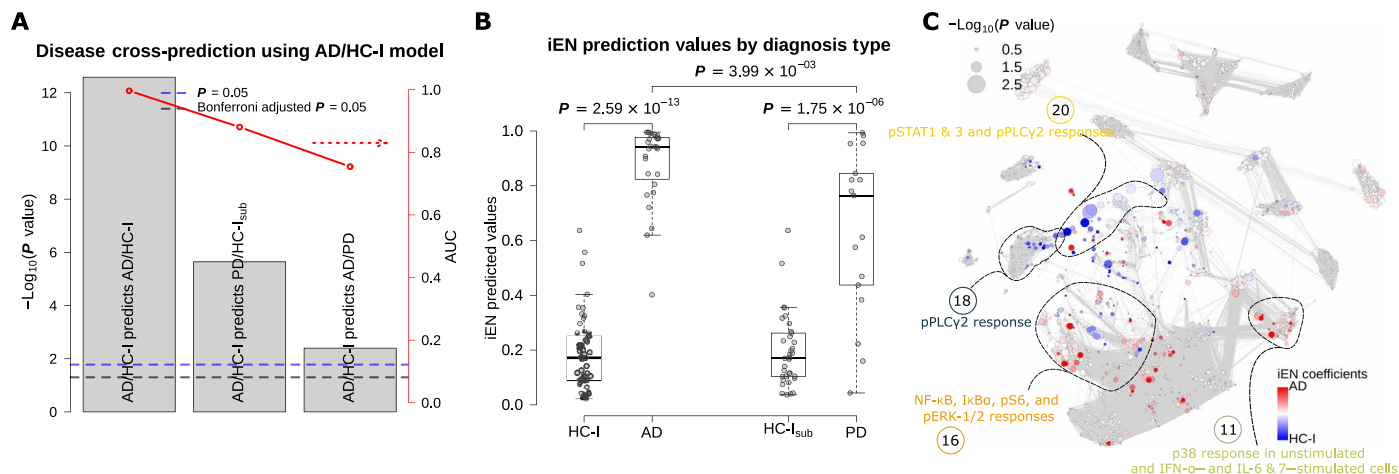 A
Disease cross-prediction using AD/HC-I model
−Log10(P value)
12
10
8
6
4
2
0
P = 0.05
Bonferroni adjusted P = 0.05
AD/HC-I predicts AD/HC-I
AD/HC-I predicts PD/HC-Isub
AD/HC-I predicts AD/PD
1.0
0.8
0.6
0.4
0.2
0.0
AUC
B
iEN prediction values by diagnosis type
P = 3.99 × 10−03
P = 2.59 × 10−13
P = 1.75 × 10−06
iEN predicted values
1.0
0.8
0.6
0.4
0.2
0.0
HC-I
AD
HC-Isub
PD
C
−Log10(P value)
0.5
1.5
2.5
20
pSTAT1 & 3 and pPLCγ2 responses
18
pPLCγ2 response
NF-κB, IκBα, pS6, and
pERK-1/2 responses
16
iEN coefficients
AD
HC-I
11
p38 response in unstimulated
and IFN-α− and IL-6 & 7−stimulated cells